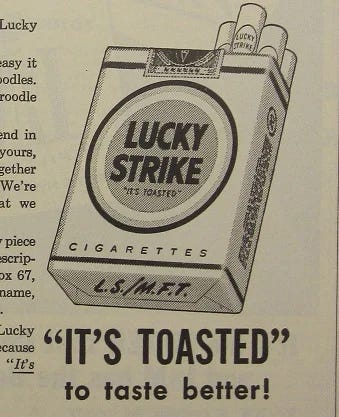 Lucky
easy it
oodles.
roodle
end in
yours,
gether
We're
at we
piece
escrip-
ox 67,
name,
Lucky
ecause
"It's
LUCKY
STRIKE
LUCKY
STRIKE
"IT'S TOASTED"
CIGARETTES
L.S./M.F.T.
"IT'S TOASTED"
to taste better!